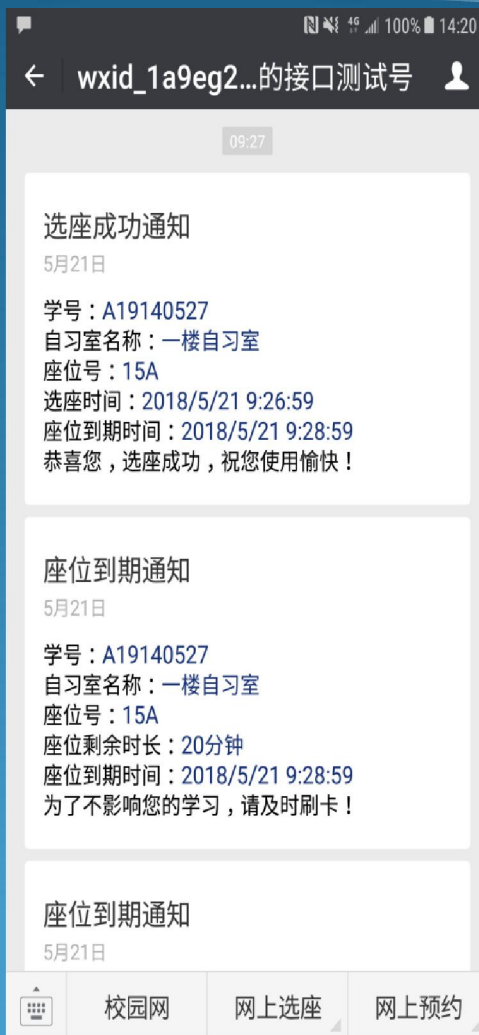 4G 100% 14:20
wxid_1a9eg2...的接口测试号
09:27
选座成功通知
5月21日
学号：A19140527
自习室名称：一楼自习室
座位号：15A
选座时间：2018/5/21 9:26:59
座位到期时间：2018/5/21 9:28:59
恭喜您，选座成功，祝您使用愉快！
座位到期通知
5月21日
学号：A19140527
自习室名称：一楼自习室
座位号：15A
座位剩余时长：20分钟
座位到期时间：2018/5/21 9:28:59
为了不影响您的学习，请及时刷卡！
座位到期通知
5月21日
校园网 网上选座 网上预约